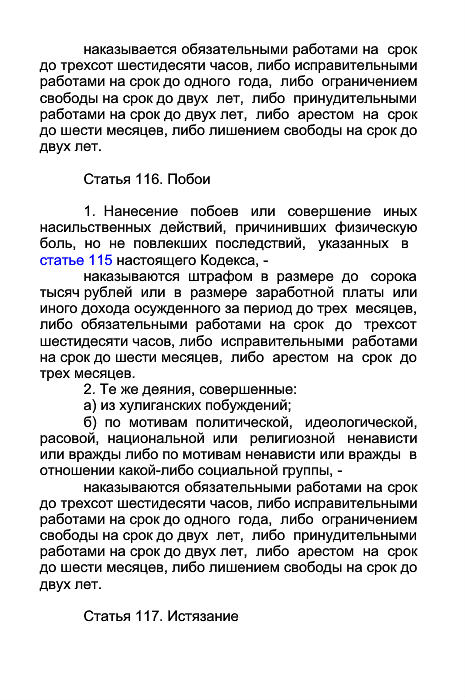 наказывается обязательными работами на срок
до трехсот шестидесяти часов, либо исправительными
работами на срок до одного года, либо ограничением
свободы на срок до двух лет, либо принудительными
работами на срок до двух лет, либо арестом на срок
до шести месяцев, либо лишением свободы на срок до
двух лет.
Статья 116. Побои
1. Нанесение побоев или совершение иных
насильственных действий, причинивших физическую
боль, но не повлекших последствий, указанных в
статье 115 настоящего Кодекса, -
наказываются штрафом в размере до сорока
тысяч рублей или в размере заработной платы или
иного дохода осужденного за период до трех месяцев,
либо обязательными работами на срок до трехсот
шестидесяти часов, либо исправительными работами
на срок до шести месяцев, либо арестом на срок до
трех месяцев.
2. Те же деяния, совершенные:
а) из хулиганских побуждений;
б) по мотивам политической, идеологической,
расовой, национальной или религиозной ненависти
или вражды либо по мотивам ненависти или вражды в
отношении какой-либо социальной группы, -
наказываются обязательными работами на срок
до трехсот шестидесяти часов, либо исправительными
работами на срок до одного года, либо ограничением
свободы на срок до двух лет, либо принудительными
работами на срок до двух лет, либо арестом на срок
до шести месяцев, либо лишением свободы на срок до
двух лет.
Статья 117. Истязание